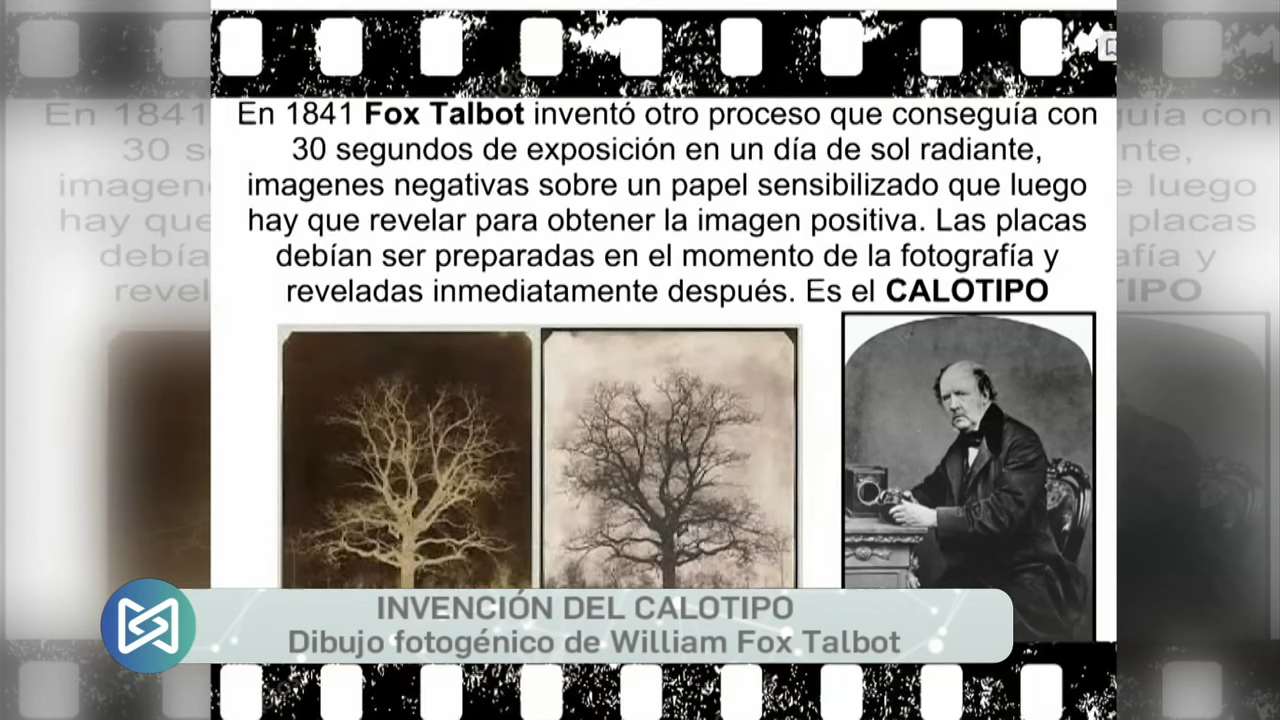 En 1841 Fox Talbot inventó otro proceso que conseguía con
30 segundos de exposición en un día de sol radiante,
imagenes negativas sobre un papel sensibilizado que luego
hay que revelar para obtener la imagen positiva. Las placas
debían ser preparadas en el momento de la fotografía y
reveladas inmediatamente después. Es el CALOTIPO
INVENCIÓN DEL CALOTIPO
Dibujo fotogénico de William Fox Talbot